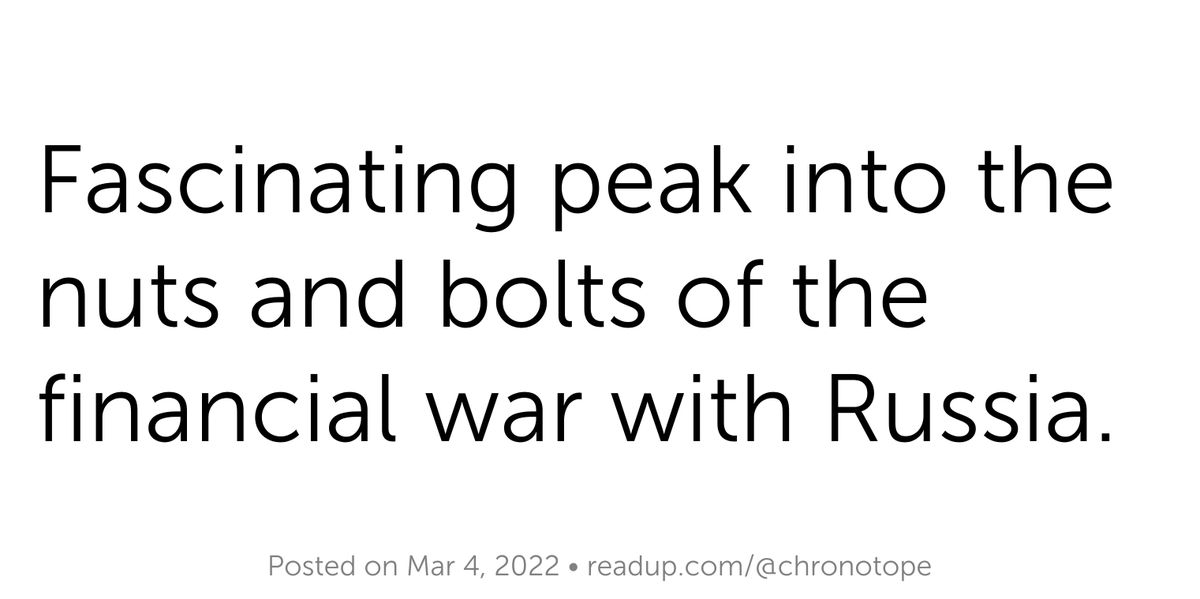 Fascinating peak into the
nuts and bolts of the
financial war with Russia.
Posted on Mar 4, 2022 • readup.com/@chronotope